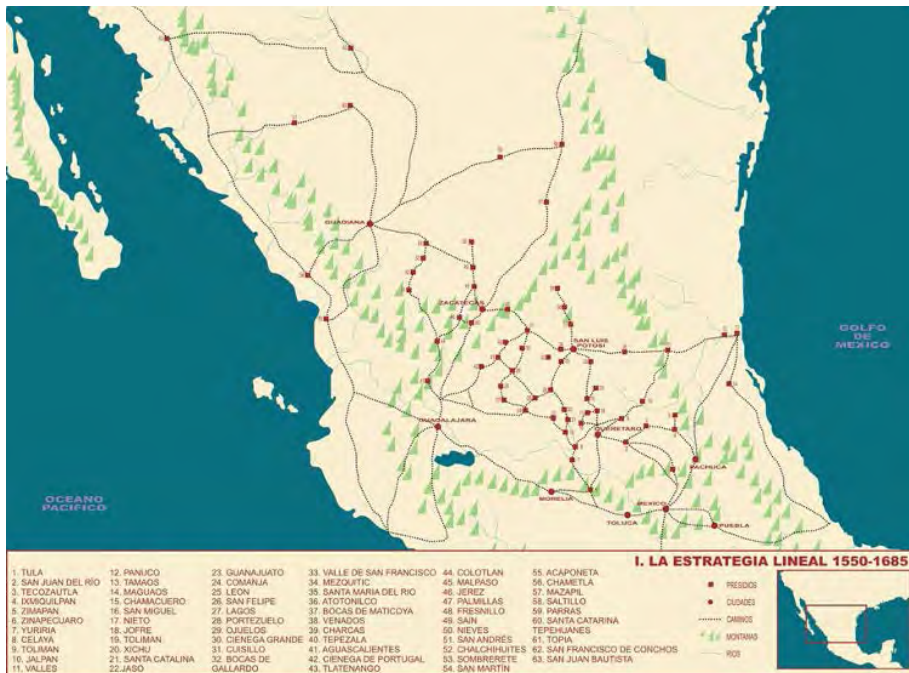 GUADIANA
ZACATECAS
SAN LUIS
POTOSI
GOLFO
DE
MEXICO
GUADALAJARA
QUERETARO
PACHUCA
OCEANO
PACIFICO
MORELIA
MEXICO
TOLUCA
PUEBLA
I. LA ESTRATEGIA LINEAL 1550-1685
1. TULA
2. SAN JUAN DEL RÍO
3. TECOZAUTLA
4. IXMIQUILPAN
5. ZIMAPAN
6. ZINAPECUARO
7. YURIRIA
8. CELAYA
9. TOLIMAN
10. JALPAN
11. VALLES
12. PANUCO
13. TAMAOS
14. MAGUAOS
15. CHAMACUERO
16. SAN MIGUEL
17. NIETO
18. JOFRE
19. TOLIMAN
20. XICHU
21. SANTA CATALINA
22.JASO
23. GUANAJUATO
24. COMANJA
25. LEON
26. SAN FELIPE
27. LAGOS
28. PORTEZUELO
29. OJUELOS
30. CIENEGA GRANDE
31. CUISILLO
32. BOCAS DE
GALLARDO
33. VALLE DE SAN FRANCISCO
34. MEZQUITIC
35. SANTA MARIA DEL RIO
36. ATOTONILCO
37. BOCAS DE MATICOYA
38. VENADOS
39. CHARCAS
40. TEPEZALA
41. AGUASCALIENTES
42. CIENEGA DE PORTUGAL
43. TLATENANGO
44. COLOTLAN
45. MALPASO
46. JEREZ
47. PALMILLAS
48. FRESNILLO
49. SAIN
50. NIEVES
51. SAN ANDRÉS
52. CHALCHIHUITES
53. SOMBRERETE
54. SAN MARTÍN
55. ACAPONETA
56. CHAMETLA
57. MAZAPIL
58. SALTILLO
59. PARRAS
60. SANTA CATARINA
TEPEHUANES
61. TOPIA
62. SAN FRANCISCO DE CONCHOS
63. SAN JUAN BAUTISTA
PRESIDIOS
CIUDADES
CAMINOS
MONTAÑAS
RIOS